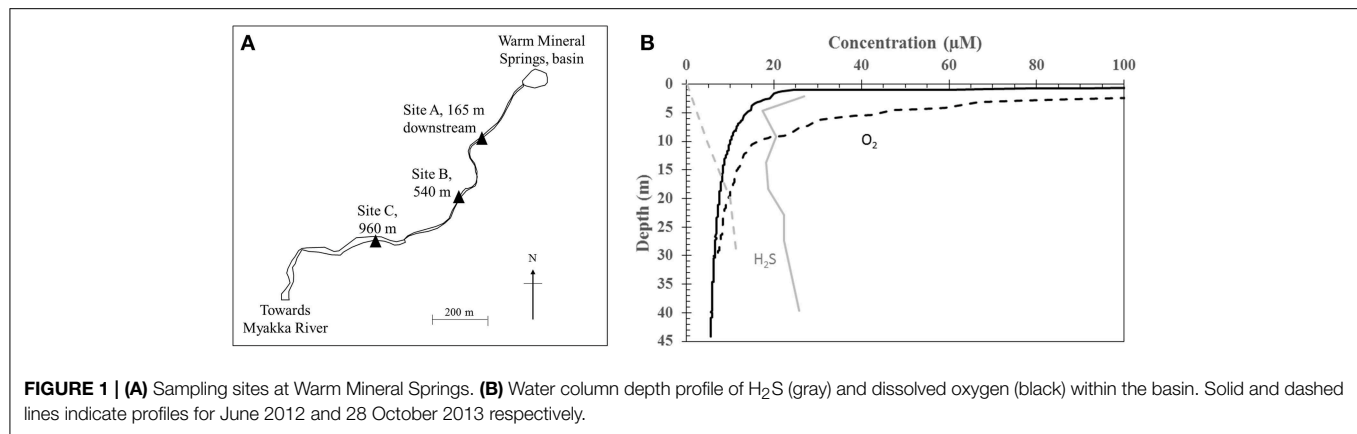 A
Warm Mineral
Springs, basin
Site A, 165 m
downstream
Site B,
540 m
Site C,
960 m
N
200 m
Towards
Myakka River
B
Concentration (µM)
0 20 40 60 80 100
Depth (m)
0
5
10
15
20
25
30
35
40
45
O₂
H₂S
FIGURE 1 | (A) Sampling sites at Warm Mineral Springs. (B) Water column depth profile of H₂S (gray) and dissolved oxygen (black) within the basin. Solid and dashed
lines indicate profiles for June 2012 and 28 October 2013 respectively.